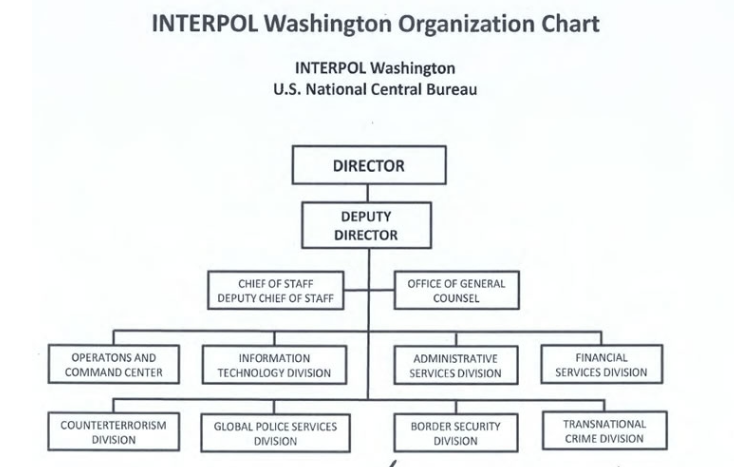 INTERPOL Washington Organization Chart
INTERPOL Washington
U.S. National Central Bureau
DIRECTOR
DEPUTY
DIRECTOR
CHIEF OF STAFF
DEPUTY CHIEF OF STAFF
OFFICE OF GENERAL
COUNSEL
OPERATONS AND
COMMAND CENTER
INFORMATION
TECHNOLOGY DIVISION
ADMINISTRATIVE
SERVICES DIVISION
FINANCIAL
SERVICES DIVISION
COUNTERTERRORISM
DIVISION
GLOBAL POLICE SERVICES
DIVISION
BORDER SECURITY
DIVISION
TRANSNATIONAL
CRIME DIVISION